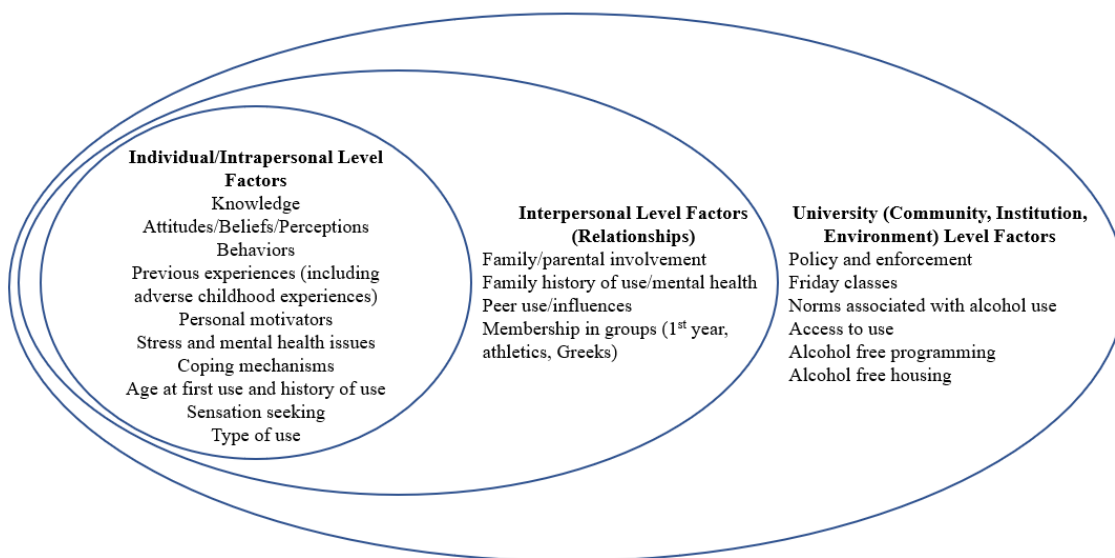 Individual/Intrapersonal Level
Factors
Knowledge
Attitudes/Beliefs/Perceptions
Behaviors
Previous experiences (including
adverse childhood experiences)
Personal motivators
Stress and mental health issues
Coping mechanisms
Age at first use and history of use
Sensation seeking
Type of use
Interpersonal Level Factors
(Relationships)
Family/parental involvement
Family history of use/mental health
Peer use/influences
Membership in groups (1st year,
athletics, Greeks)
University (Community, Institution,
Environment) Level Factors
Policy and enforcement
Friday classes
Norms associated with alcohol use
Access to use
Alcohol free programming
Alcohol free housing